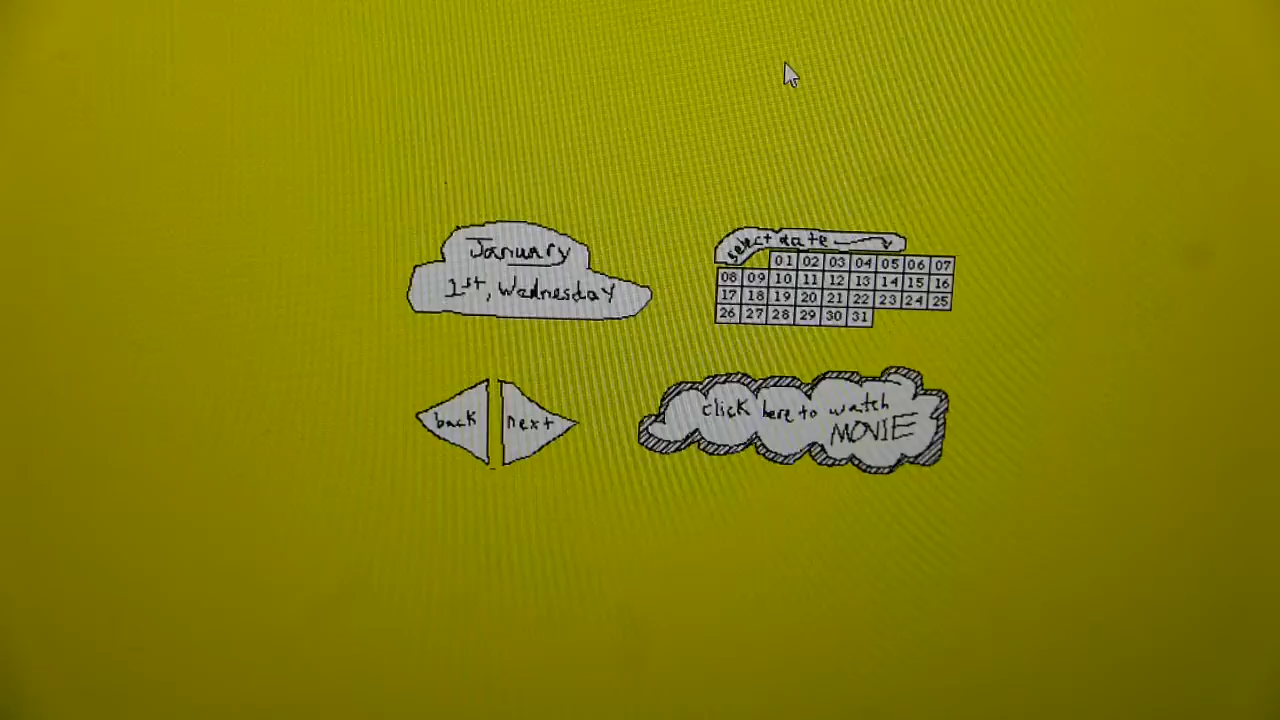 January
1st, Wednesday
select date
01 02 03 04 05 06 07
08 09 10 11 12 13 14 15 16
17 18 19 20 21 22 23 24 25
26 27 28 29 30 31
back next
click here to watch
MOVIE